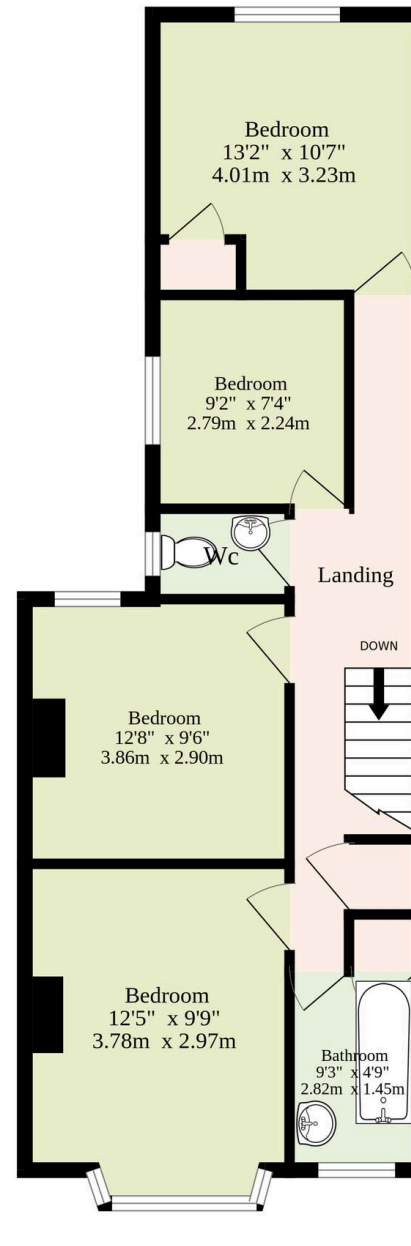 Bedroom
13'2"  x 10'7"
4.01m  x 3.23m
Bedroom
9'2"  x 7'4"
2.79m  x 2.24m
Wc
Landing
DOWN
Bedroom
12'8"  x 9'6"
3.86m  x 2.90m
Bedroom
12'5"  x 9'9"
3.78m  x 2.97m
Bathroom
9'3"  x 4'9"
2.82m  x 1.45m